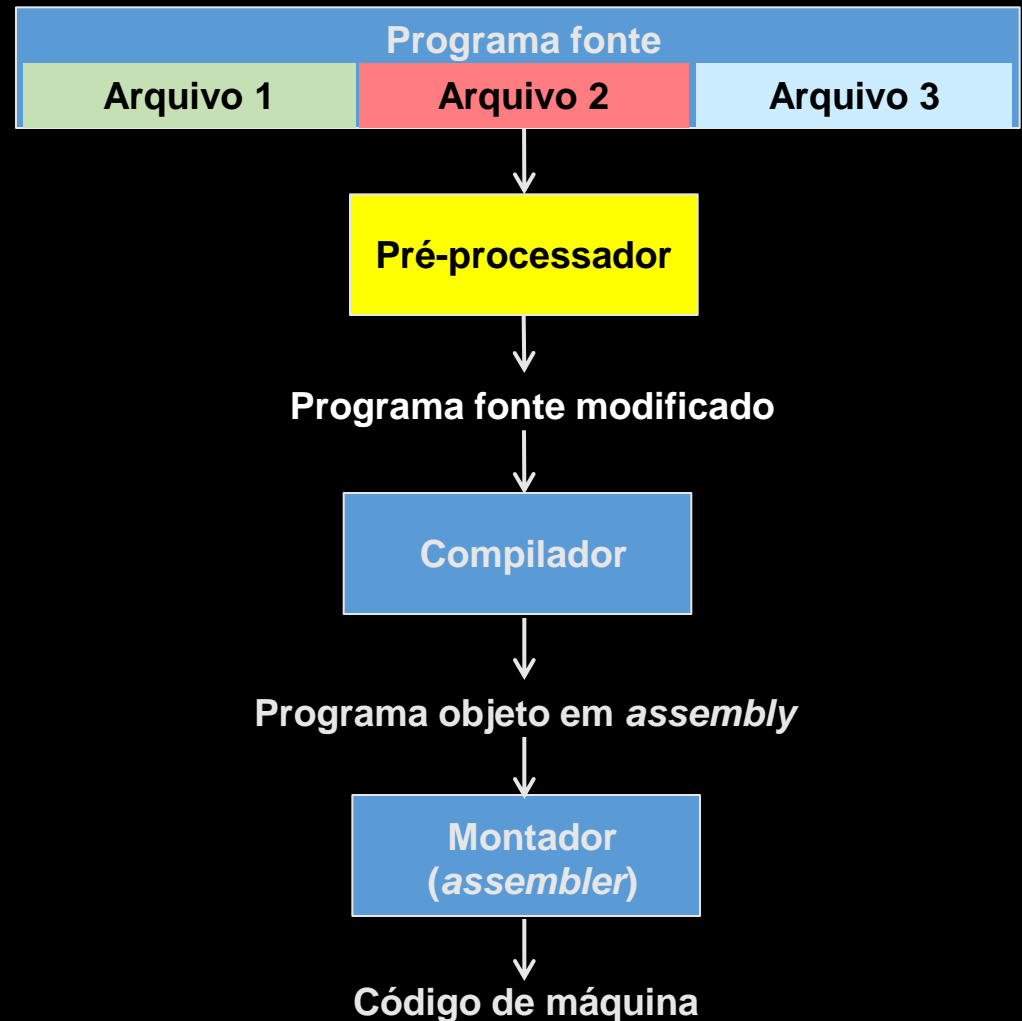 Programa fonte
Arquivo 1 Arquivo 2 Arquivo 3
Pré-processador
Programa fonte modificado
Compilador
Programa objeto em assembly
Montador
(assembler)
Código de máquina